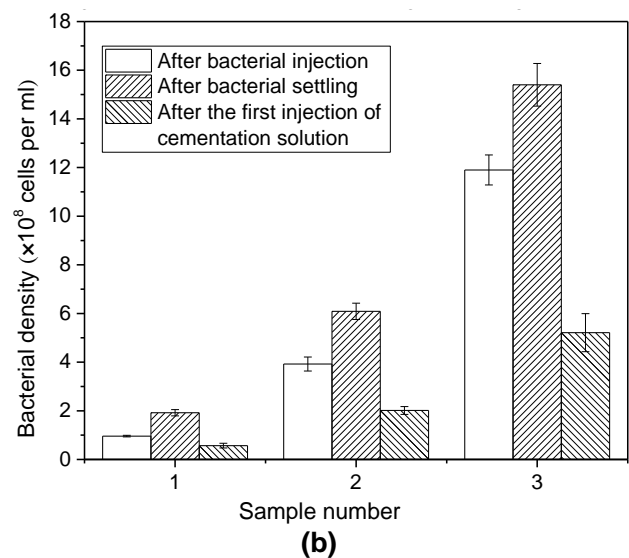 After bacterial injection
After bacterial settling
After the first injection of
cementation solution
Bacterial density (×10⁸ cells per ml)
18
16
14
12
10
8
6
4
2
0
1 2 3
Sample number
(b)